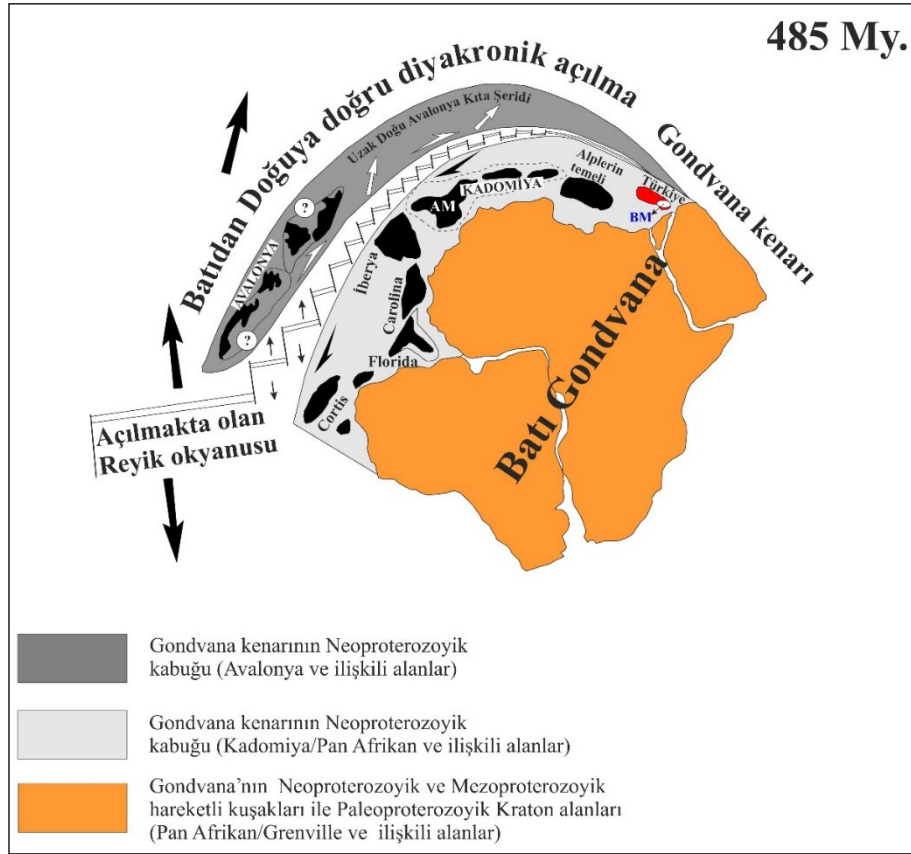 485 My.
Batıdan Doğuya doğru diyakronik açılma
Gondvana kenarı
Uzak Doğu Avalonya Kıta Şeridi
Alplerin
temeli
Türkiye
KADOMİYA
AM
BM
?
AVALONYA
İberya
Carolina
?
Florida
Batı Gondvana
Cortis
Açılmakta olan
Reyik okyanusu
Gondvana kenarının Neoproterozoyik
kabuğu (Avalonya ve ilişkili alanlar)
Gondvana kenarının Neoproterozoyik
kabuğu (Kadomiya/Pan Afrikan ve ilişkili alanlar)
Gondvana’nın Neoproterozoyik ve Mezoproterozoyik
hareketli kuşakları ile Paleoproterozoyik Kraton alanları
(Pan Afrikan/Grenville ve ilişkili alanlar)